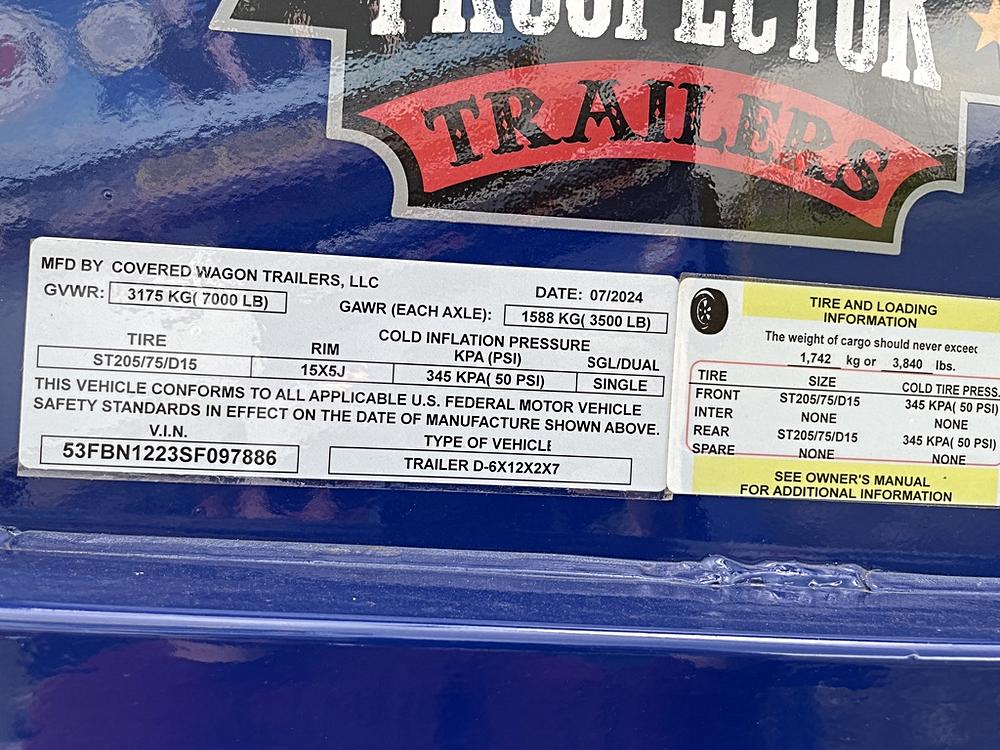 PROSPECTOR
TRAILERS
MFD BY COVERED WAGON TRAILERS, LLC
GVWR: 3175 KG( 7000 LB)
DATE: 07/2024
GAWR (EACH AXLE): 1588 KG( 3500 LB)
TIRE RIM COLD INFLATION PRESSURE KPA (PSI) SGL/DUAL
ST205/75/D15 15X5J 345 KPA( 50 PSI) SINGLE
THIS VEHICLE CONFORMS TO ALL APPLICABLE U.S. FEDERAL MOTOR VEHICLE
SAFETY STANDARDS IN EFFECT ON THE DATE OF MANUFACTURE SHOWN ABOVE.
V.I.N. TYPE OF VEHICLE
53FBN1223SF097886 TRAILER D-6X12X2X7
TIRE AND LOADING
INFORMATION
The weight of cargo should never exceed
1,742 kg or 3,840 lbs.
TIRE SIZE COLD TIRE PRESS.
FRONT ST205/75/D15 345 KPA( 50 PSI)
INTER NONE NONE
REAR ST205/75/D15 345 KPA( 50 PSI)
SPARE NONE NONE
SEE OWNER'S MANUAL
FOR ADDITIONAL INFORMATION